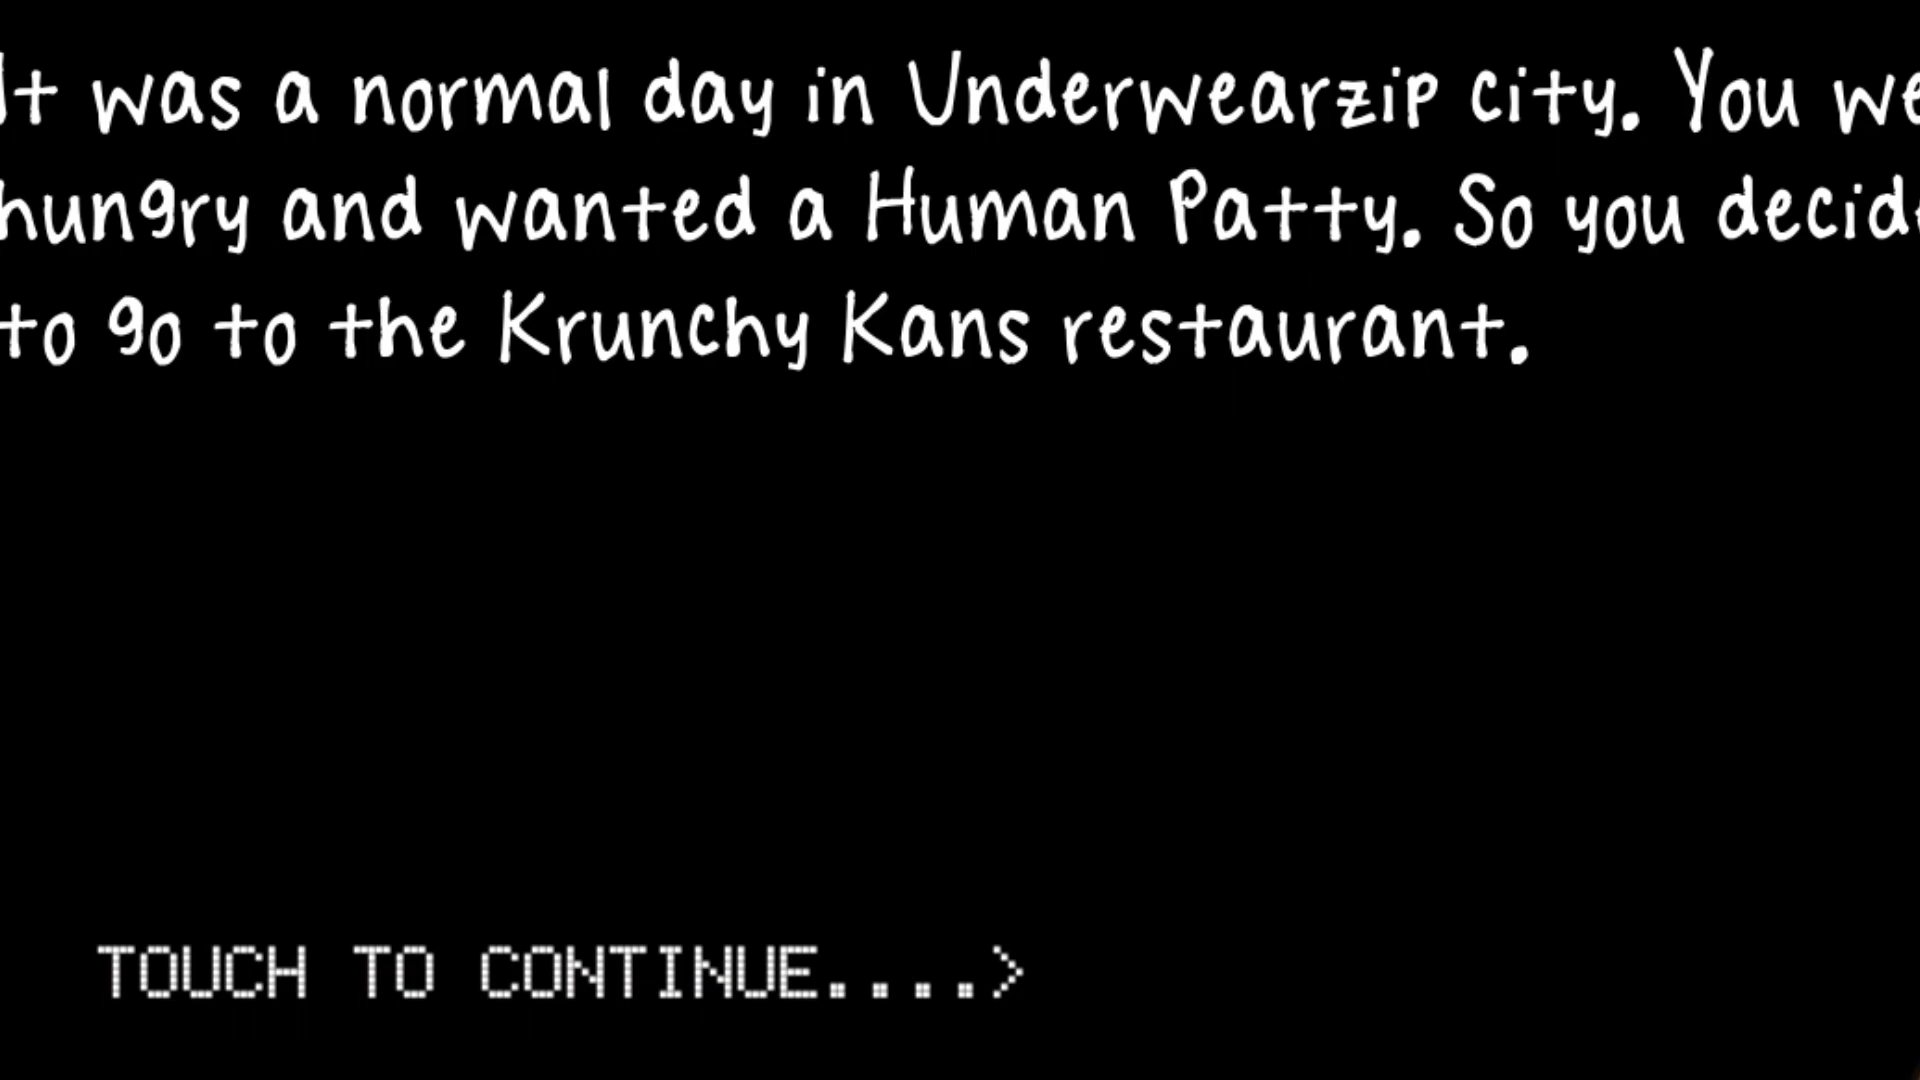 It was a normal day in Underwearzip city. You we
hungry and wanted a Human Patty. So you decide
to go to the Krunchy Kans restaurant.
TOUCH TO CONTINUE....>